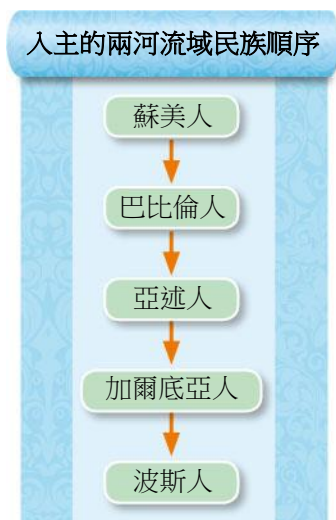 入主的兩河流域民族順序
蘇美人
巴比倫人
亞述人
加爾底亞人
波斯人